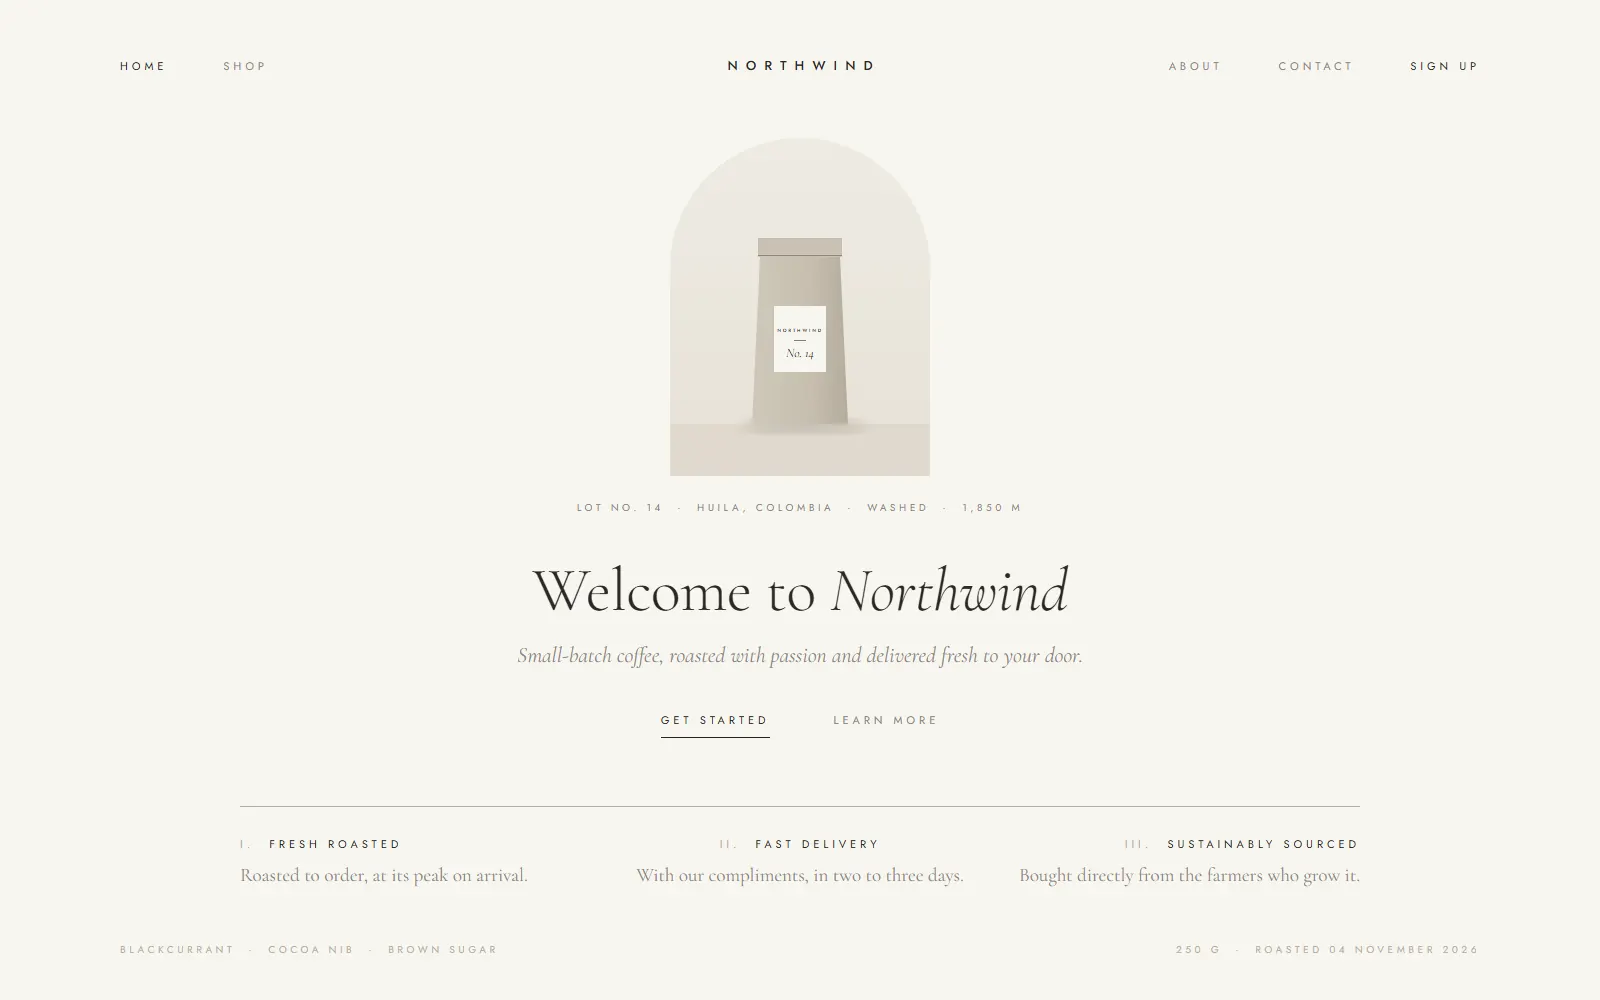 HOME SHOP NORTHWIND ABOUT CONTACT SIGN UP
NORTHWIND
No. 14
LOT NO. 14 · HUILA, COLOMBIA · WASHED · 1,850 M
Welcome to Northwind
Small-batch coffee, roasted with passion and delivered fresh to your door.
GET STARTED LEARN MORE
I. FRESH ROASTED
Roasted to order, at its peak on arrival.
II. FAST DELIVERY
With our compliments, in two to three days.
III. SUSTAINABLY SOURCED
Bought directly from the farmers who grow it.
BLACKCURRANT · COCOA NIB · BROWN SUGAR
250 G · ROASTED 04 NOVEMBER 2026